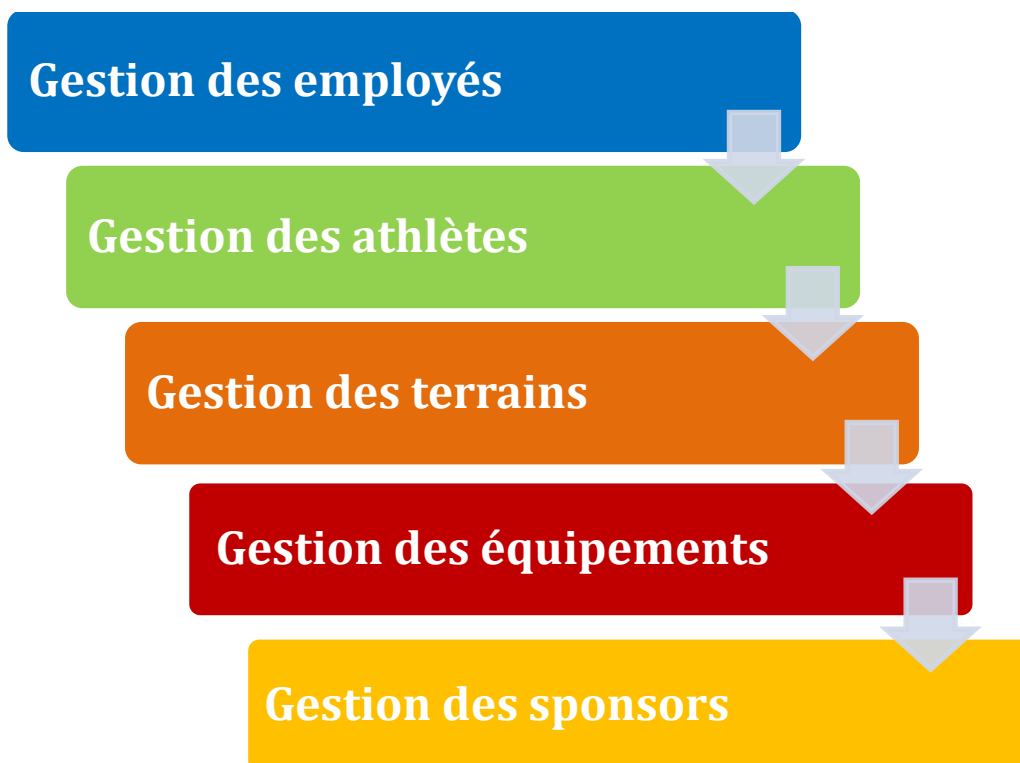 Gestion des employés
Gestion des athlètes
Gestion des terrains
Gestion des équipements
Gestion des sponsors